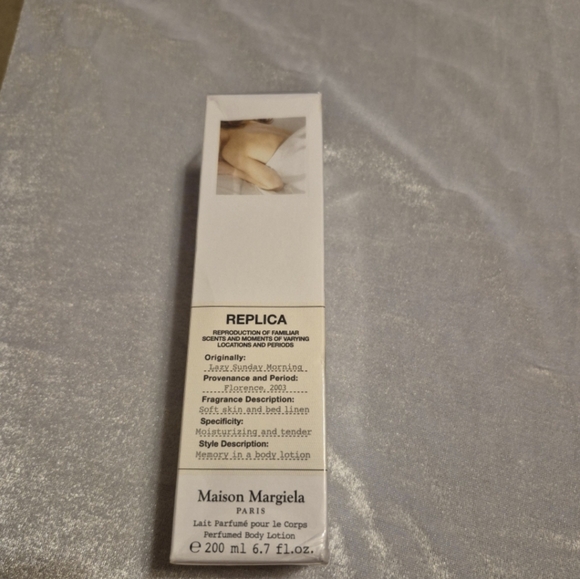 REPLICA
REPRODUCTION OF FAMILIAR
SCENTS AND MOMENTS OF VARYING
LOCATIONS AND PERIODS
Originally:
Lazy Sunday Morning
Provenance and Period:
Florence, 2003
Fragrance Description:
Soft skin and bed linen
Specificity:
Moisturizing and tender
Style Description:
Memory in a body lotion
Maison Margiela
PARIS
Lait Parfumé pour le Corps
Perfumed Body Lotion
℮ 200 ml 6.7 fl.oz.